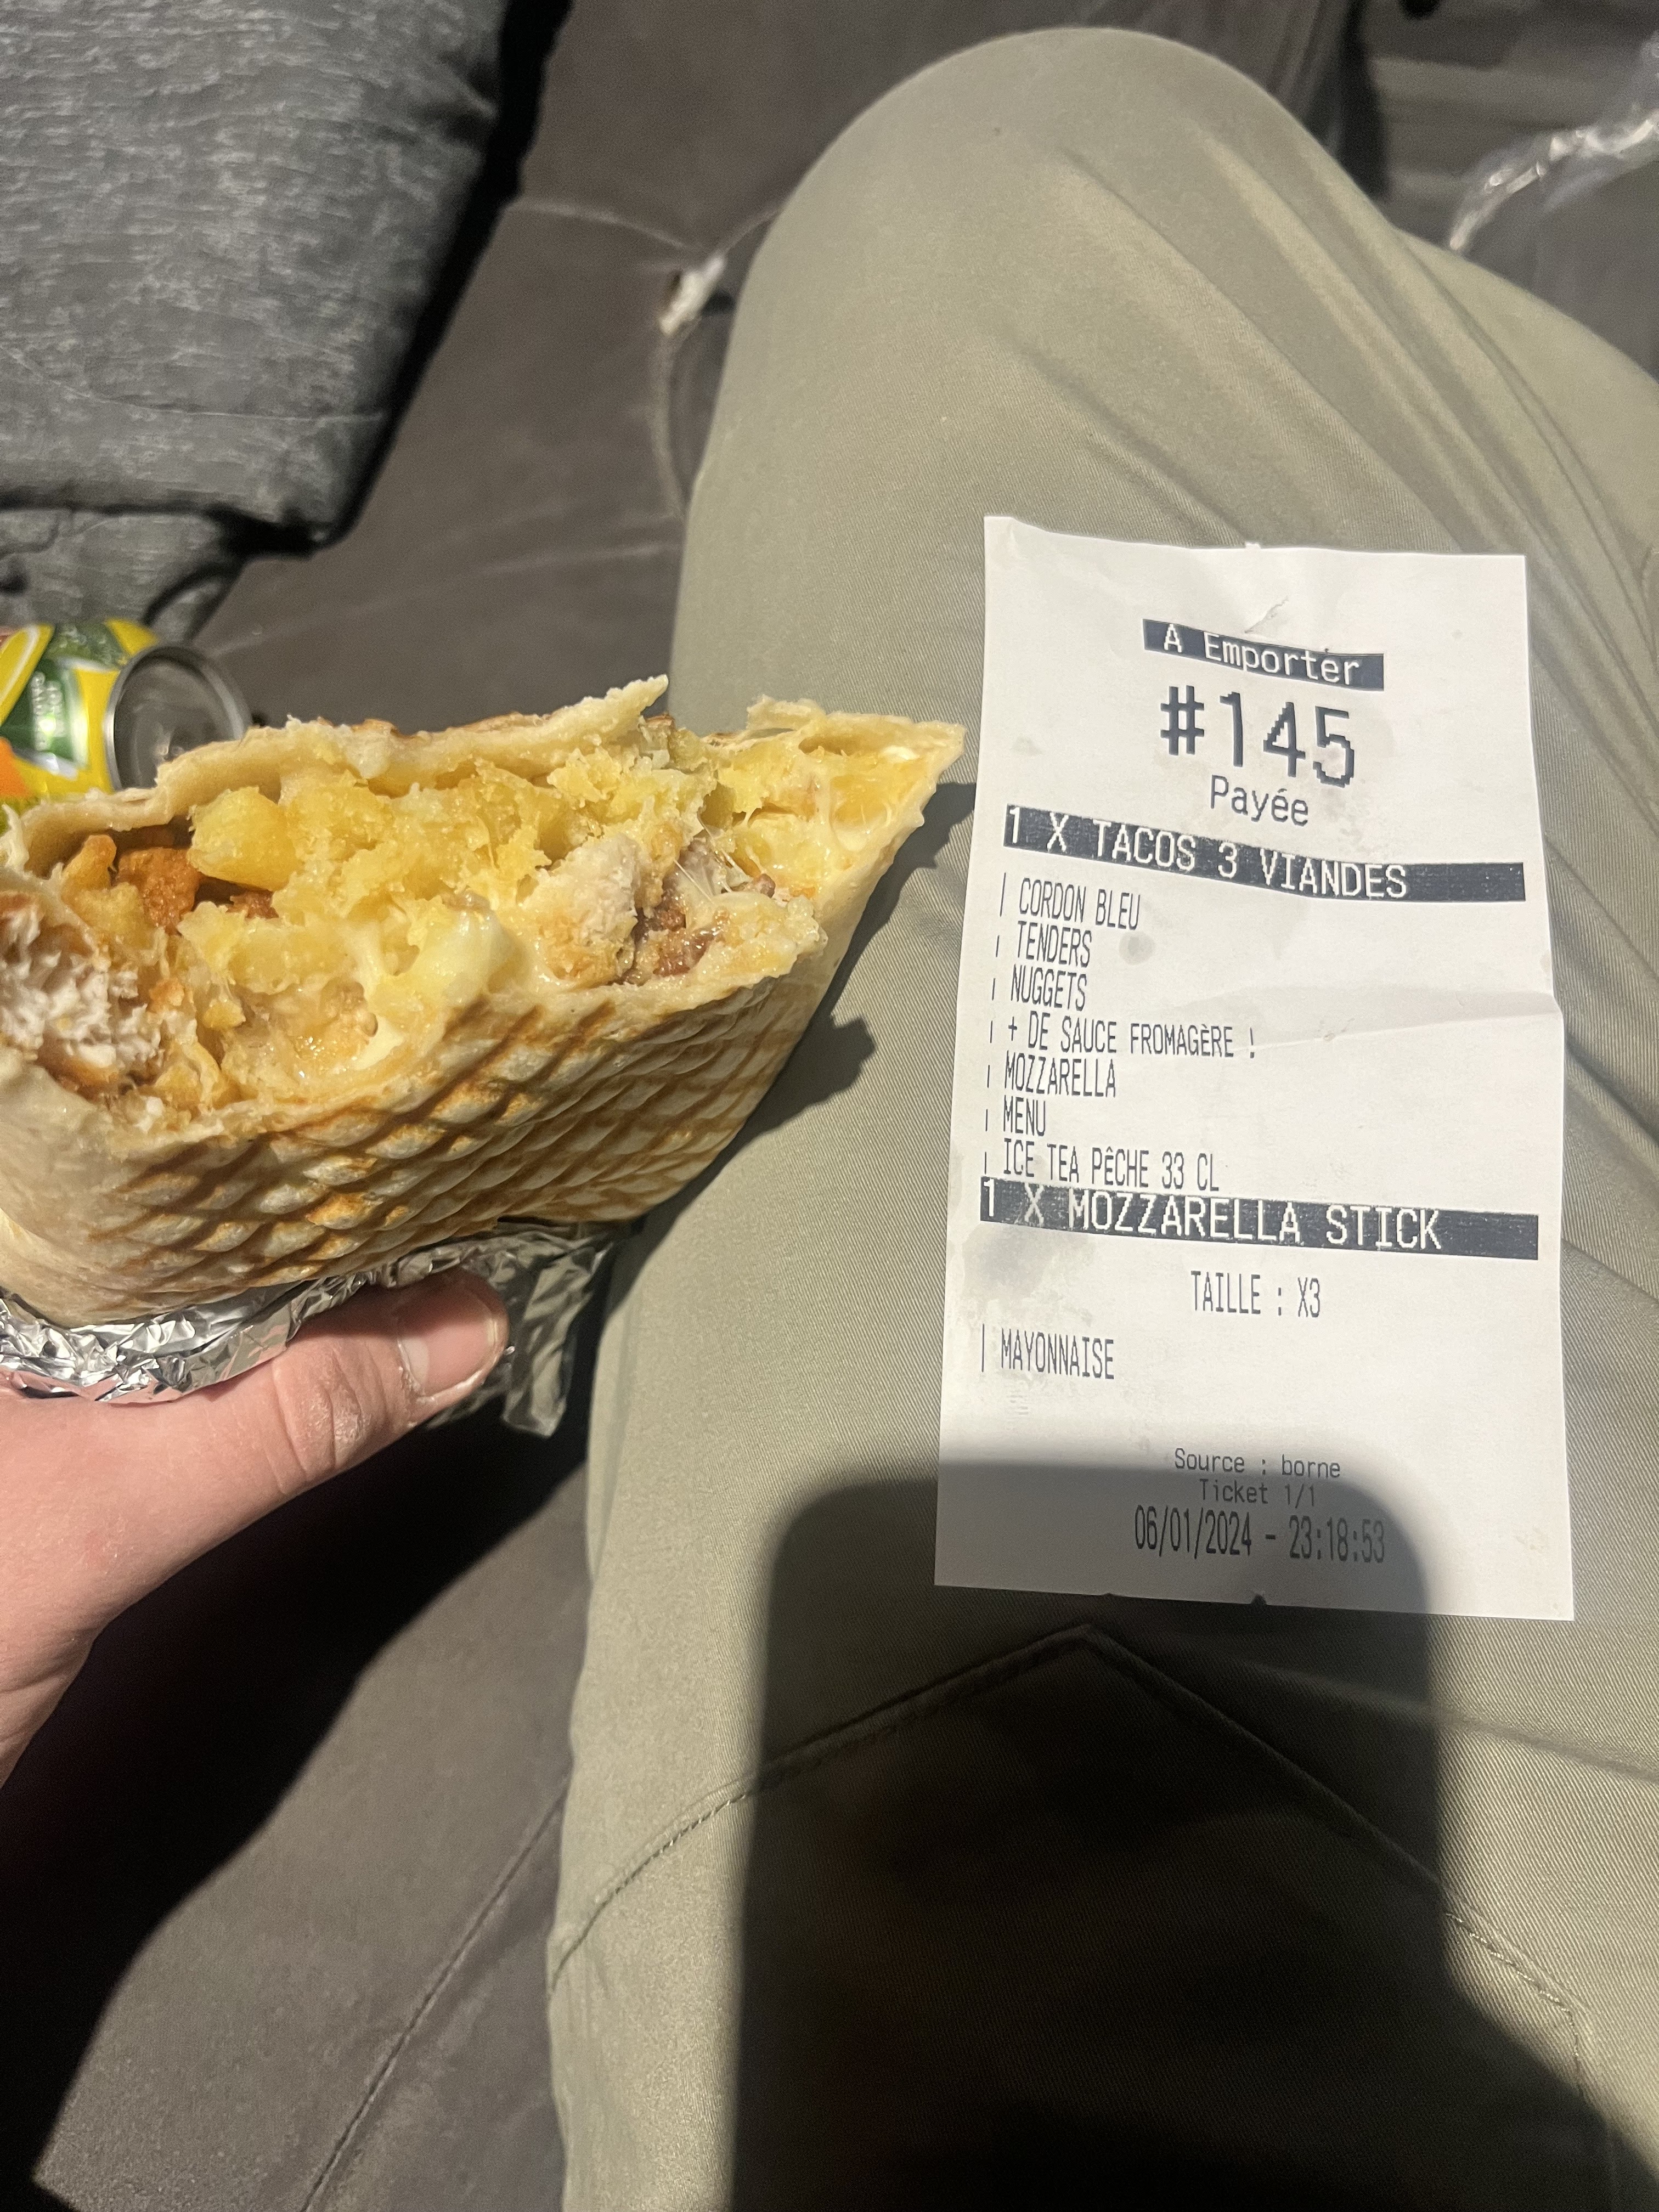 A Emporter
#145
Payée
1 X TACOS 3 VIANDES
CORDON BLEU
TENDERS
NUGGETS
+ DE SAUCE FROMAGÈRE !
MOZZARELLA
MENU
ICE TEA PÊCHE 33 CL
1 X MOZZARELLA STICK
TAILLE : X3
MAYONNAISE
Source : borne
Ticket 1/1
06/01/2024 - 23:18:53